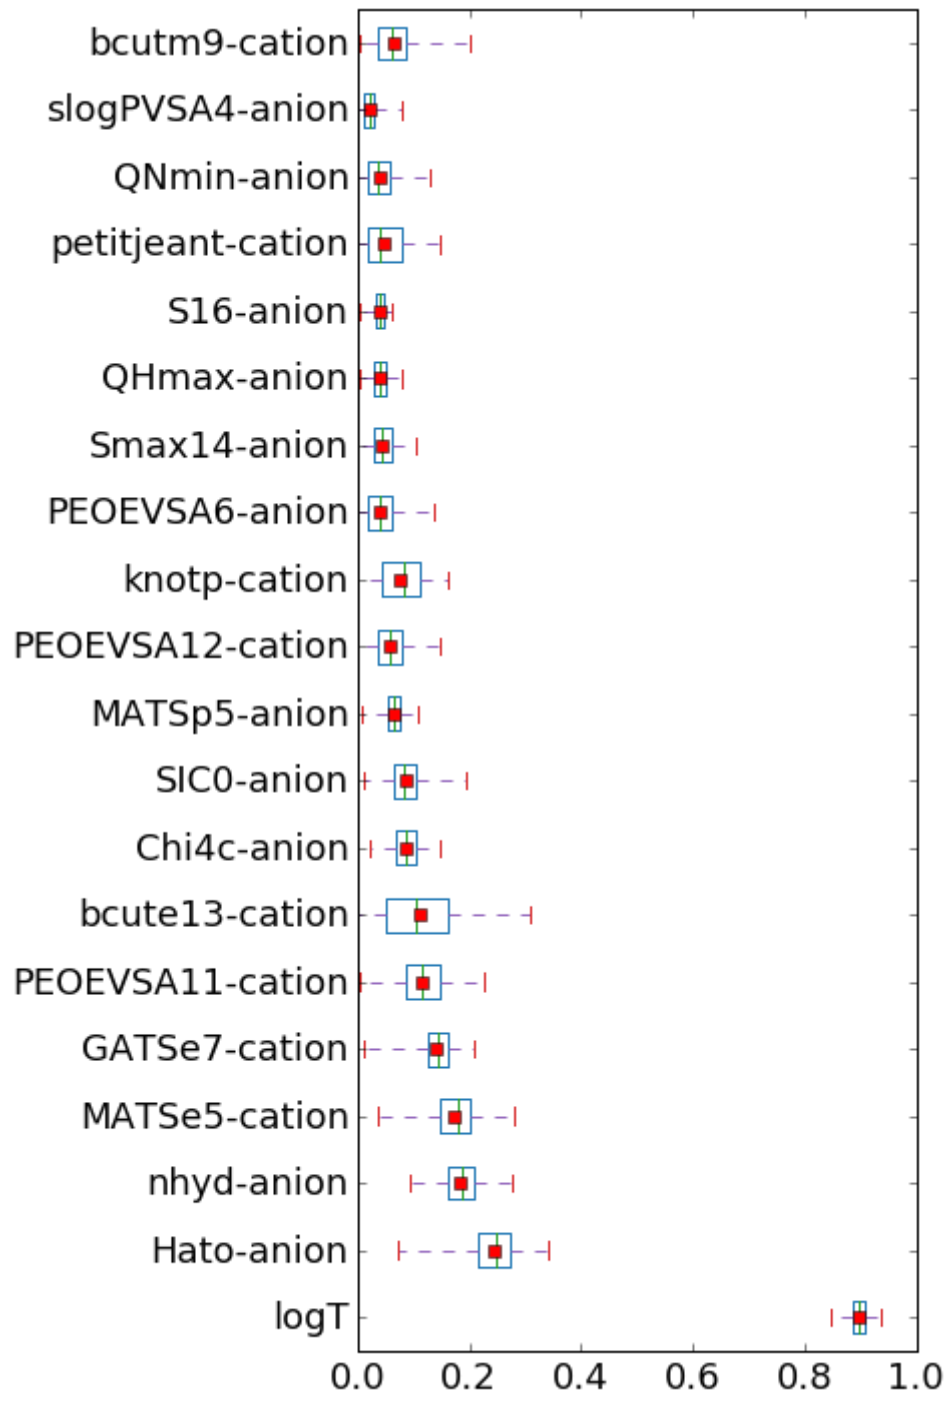 bcutm9-cation
slogPVSA4-anion
QNmin-anion
petitjeant-cation
S16-anion
QHmax-anion
Smax14-anion
PEOEVSA6-anion
knotp-cation
PEOEVSA12-cation
MATSp5-anion
SIC0-anion
Chi4c-anion
bcute13-cation
PEOEVSA11-cation
GATSe7-cation
MATSe5-cation
nhyd-anion
Hato-anion
logT
0.0 0.2 0.4 0.6 0.8 1.0